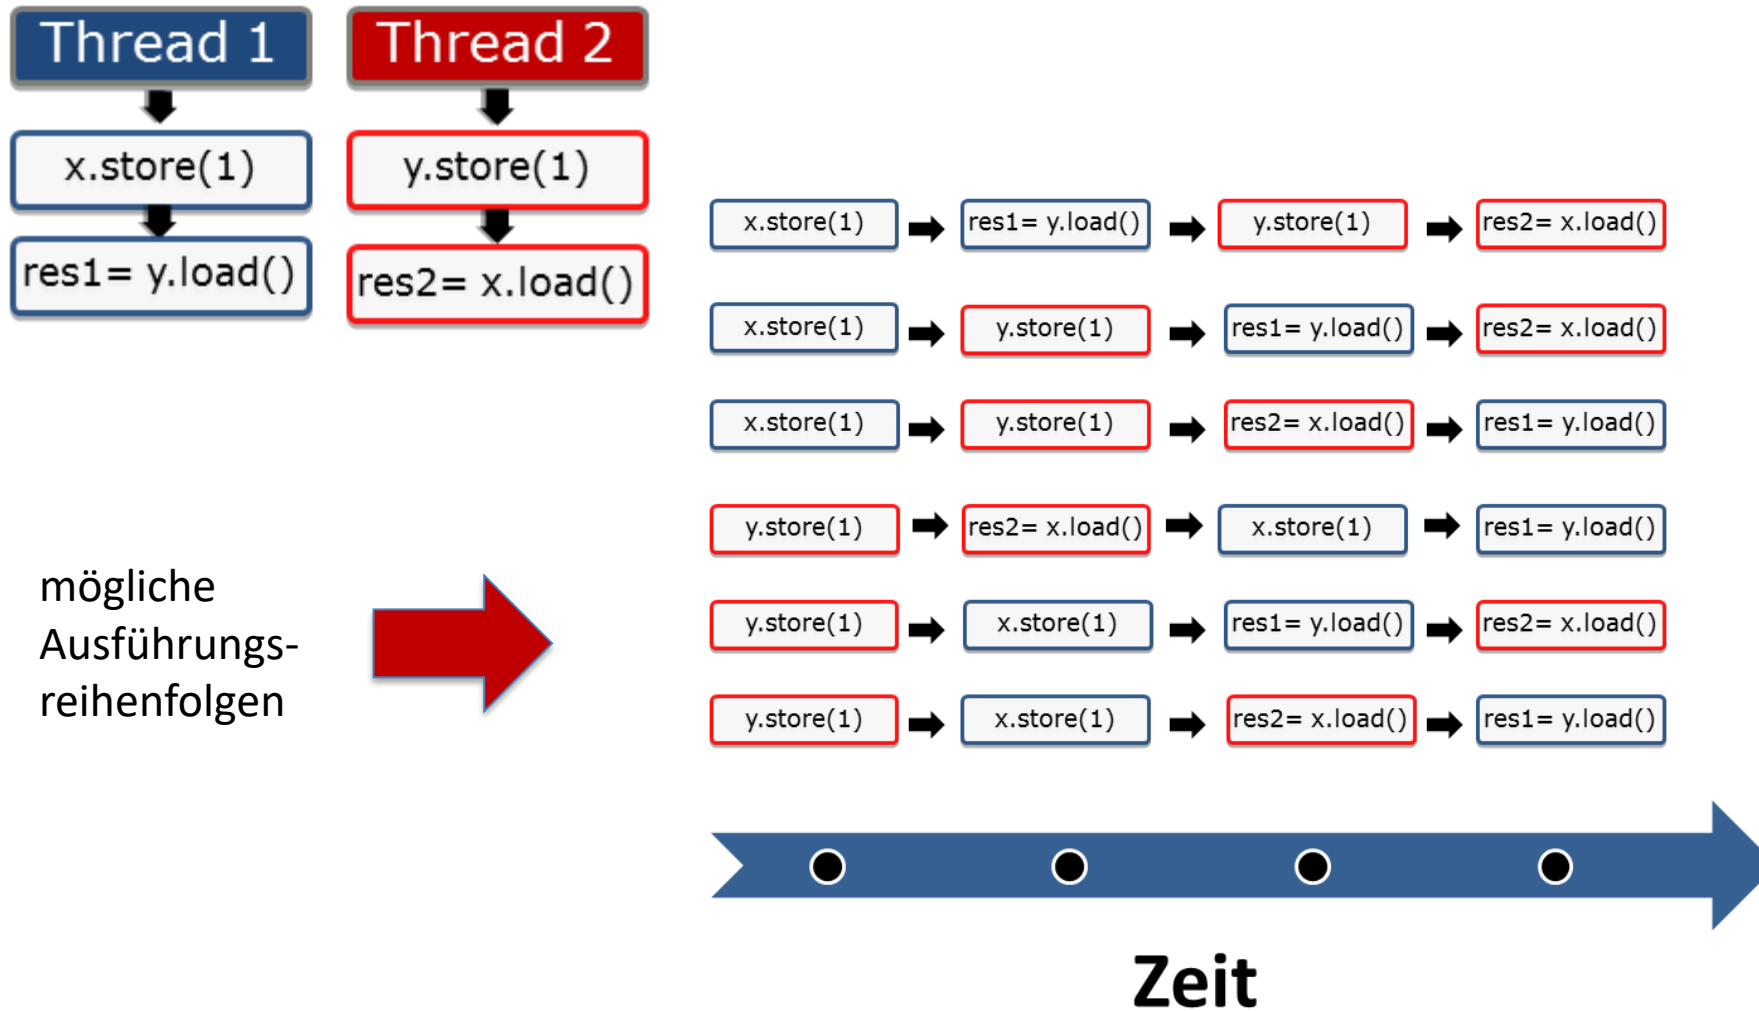 Thread 1
Thread 2
x.store(1)
y.store(1)
res1= y.load()
res2= x.load()
x.store(1) res1= y.load() y.store(1) res2= x.load()
x.store(1) y.store(1) res1= y.load() res2= x.load()
x.store(1) y.store(1) res2= x.load() res1= y.load()
y.store(1) res2= x.load() x.store(1) res1= y.load()
y.store(1) x.store(1) res1= y.load() res2= x.load()
y.store(1) x.store(1) res2= x.load() res1= y.load()
mögliche
Ausführungs-
reihenfolgen
Zeit